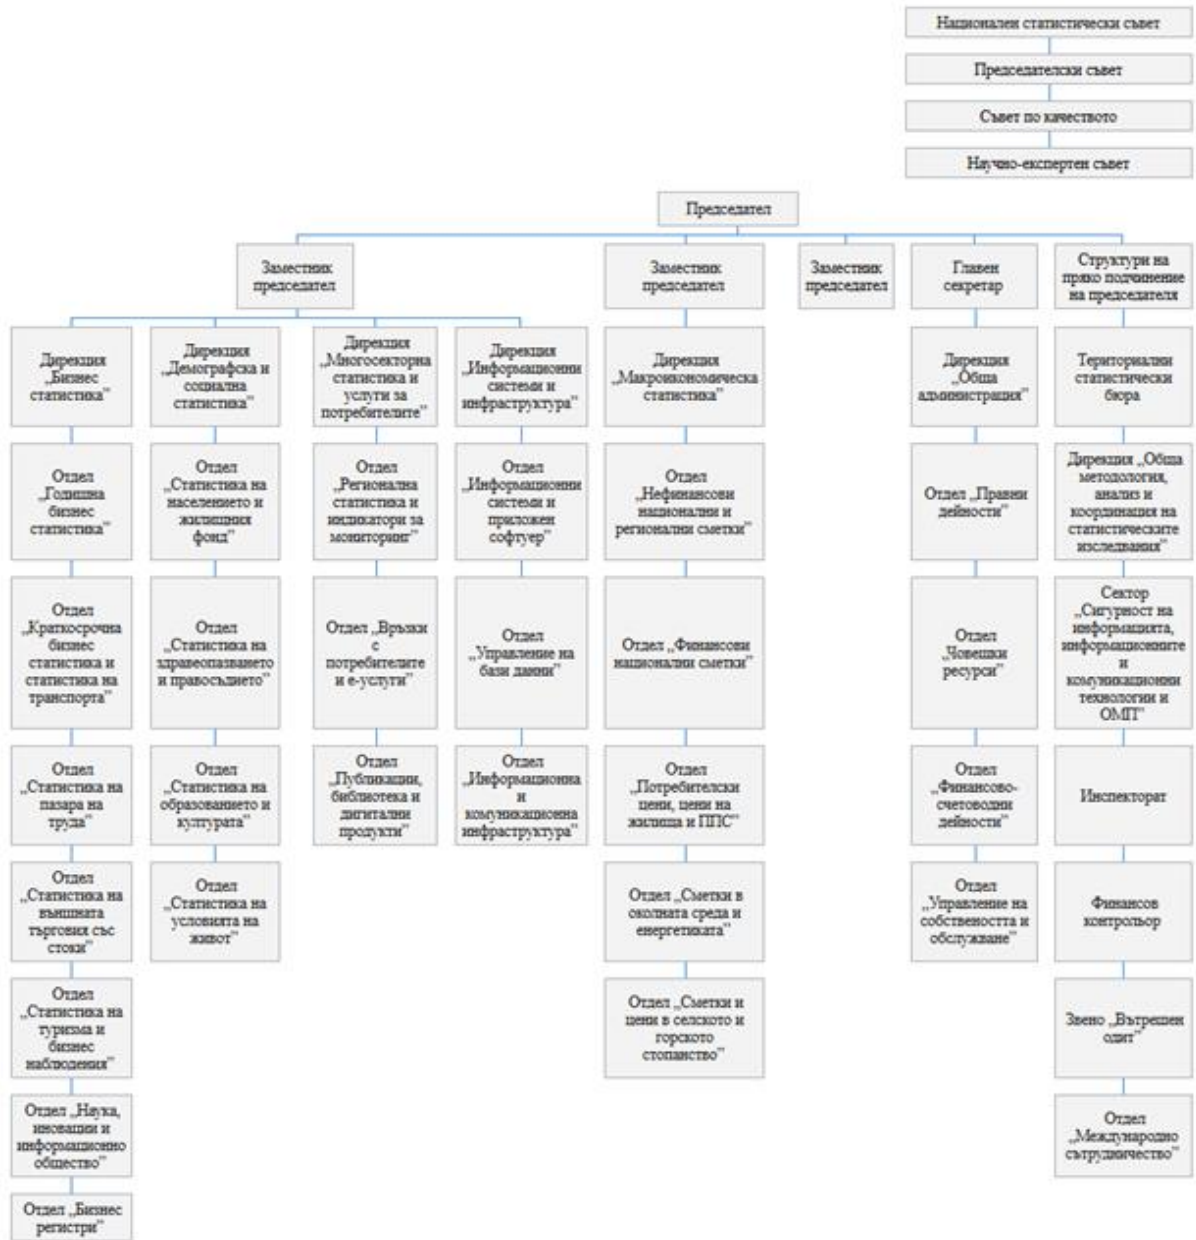 Национален статистически съвет
Председателски съвет
Съвет по качеството
Научно-експертен съвет
Председател
Заместник
председател
Заместник
председател
Заместник
председател
Главен
секретар
Структури на
пряко подчинение
на председателя
Дирекция
„Бизнес
статистика”
Отдел
„Годишна
бизнес
статистика”
Отдел
„Краткосрочна
бизнес
статистика и
статистика на
транспорта”
Отдел
„Статистика на
пазара на
труда”
Отдел
„Статистика на
външната
търговия със
стоки”
Отдел
„Статистика на
туризма и
бизнес
наблюдения”
Отдел „Наука,
иновации и
информационно
общество”
Отдел „Бизнес
регистри”
Дирекция
„Демографска и
социална
статистика”
Отдел
„Статистика на
населението и
жилищния
фонд”
Отдел
„Статистика на
здравеопазването
и правосъдието”
Отдел
„Статистика на
образованието и
културата”
Отдел
„Статистика на
условията на
живот”
Дирекция
„Многосекторна
статистика и
услуги за
потребителите”
Отдел
„Регионална
статистика и
индикатори за
мониторинг”
Отдел „Връзки
с
потребителите
и е-услуги”
Отдел
„Публикации,
библиотека и
дигитални
продукти”
Дирекция
„Информационни
системи и
инфраструктура”
Отдел
„Информационни
системи и
приложен
софтуер”
Отдел
„Управление на
бази данни”
Отдел
„Информационна
и
комуникационна
инфраструктура”
Дирекция
„Макроикономическа
статистика”
Отдел
„Нефинансови
национални и
регионални сметки”
Отдел „Финансови
национални сметки”
Отдел
„Потребителски
цени, цени на
жилища и ППС”
Отдел „Сметки в
околната среда и
енергетиката”
Отдел „Сметки и
цени в селското и
горското
стопанство”
Дирекция
„Обща
администрация”
Отдел „Правни
дейности”
Отдел
„Човешки
ресурси”
Отдел
„Финансово-
счетоводни
дейности”
Отдел
„Управление на
собствеността и
обслужване”
Териториални
статистически
бюра
Дирекция „Обща
методология,
анализ и
координация на
статистическите
изследвания”
Сектор
„Сигурност на
информацията,
информационните
и
комуникационни
технологии и
ОМП”
Инспекторат
Финансов
контрольор
Звено „Вътрешен
одит”
Отдел
„Международно
сътрудничество”